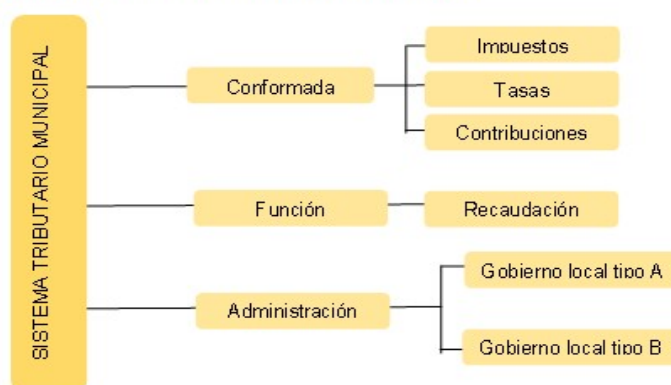 SISTEMA TRIBUTARIO MUNICIPAL
Conformada
Impuestos
Tasas
Contribuciones
Función
Recaudación
Administración
Gobierno local tipo A
Gobierno local tipo B